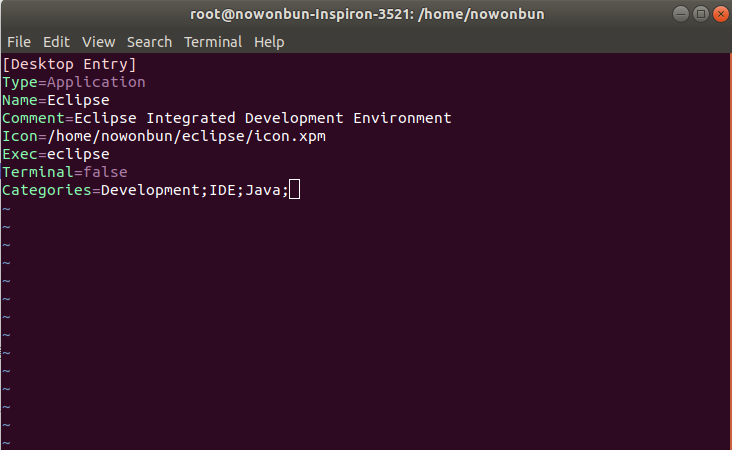 root@nowonbun-Inspiron-3521: /home/nowonbun
File Edit View Search Terminal Help
[Desktop Entry]
Type=Application
Name=Eclipse
Comment=Eclipse Integrated Development Environment
Icon=/home/nowonbun/eclipse/icon.xpm
Exec=eclipse
Terminal=false
Categories=Development;IDE;Java;
~
~
~
~
~
~
~
~
~
~
~
~
~
~